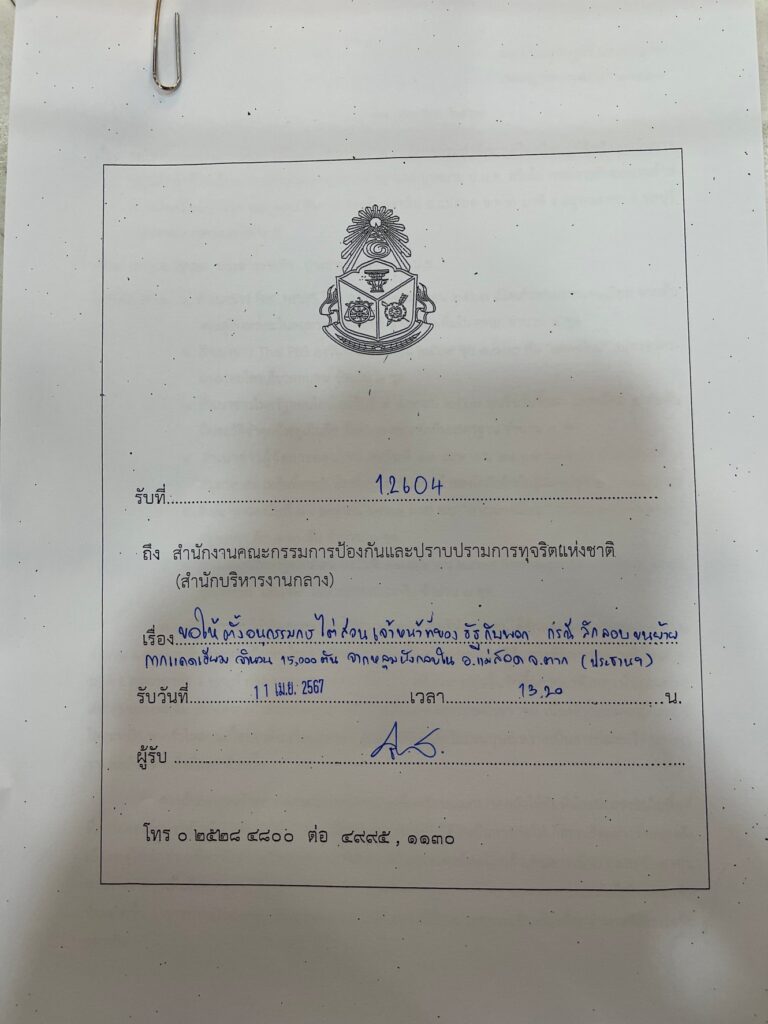 รับที่ 12604
ถึง สำนักงานคณะกรรมการป้องกันและปราบปรามการทุจริตแห่งชาติ
(สำนักบริหารงานกลาง)
เรื่อง ขอให้ตั้งอนุกรรมการไต่สวนเจ้าหน้าที่ของรัฐกับพวก กรณี ลักลอบขนย้าย
กากแคดเมียม จำนวน 15,000 ตัน จากหลุมฝังกลบใน อ.แม่สอด จ.ตาก (ประธานฯ)
รับวันที่ 11 เม.ย. 2567 เวลา 13.20 น.
ผู้รับ
โทร ๐ ๒๕๒๘ ๔๘๐๐ ต่อ ๔๙๙๕ , ๑๑๓๐